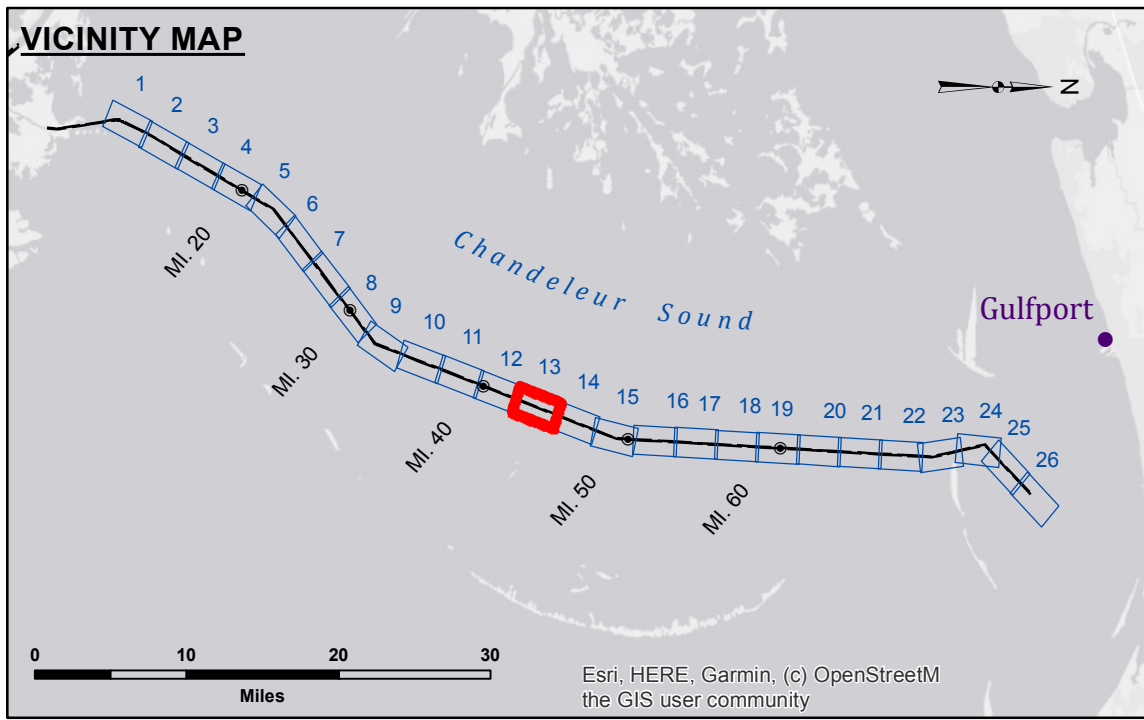 VICINITY MAP
N
1
2
3
4
5
6
7
8
9
10
11
12
13
14
15
16
17
18
19
20
21
22
23
24
25
26
MI. 20
MI. 30
MI. 40
MI. 50
MI. 60
Chandeleur Sound
Gulfport
0 10 20 30
Miles
Esri, HERE, Garmin, (c) OpenStreetM
the GIS user community